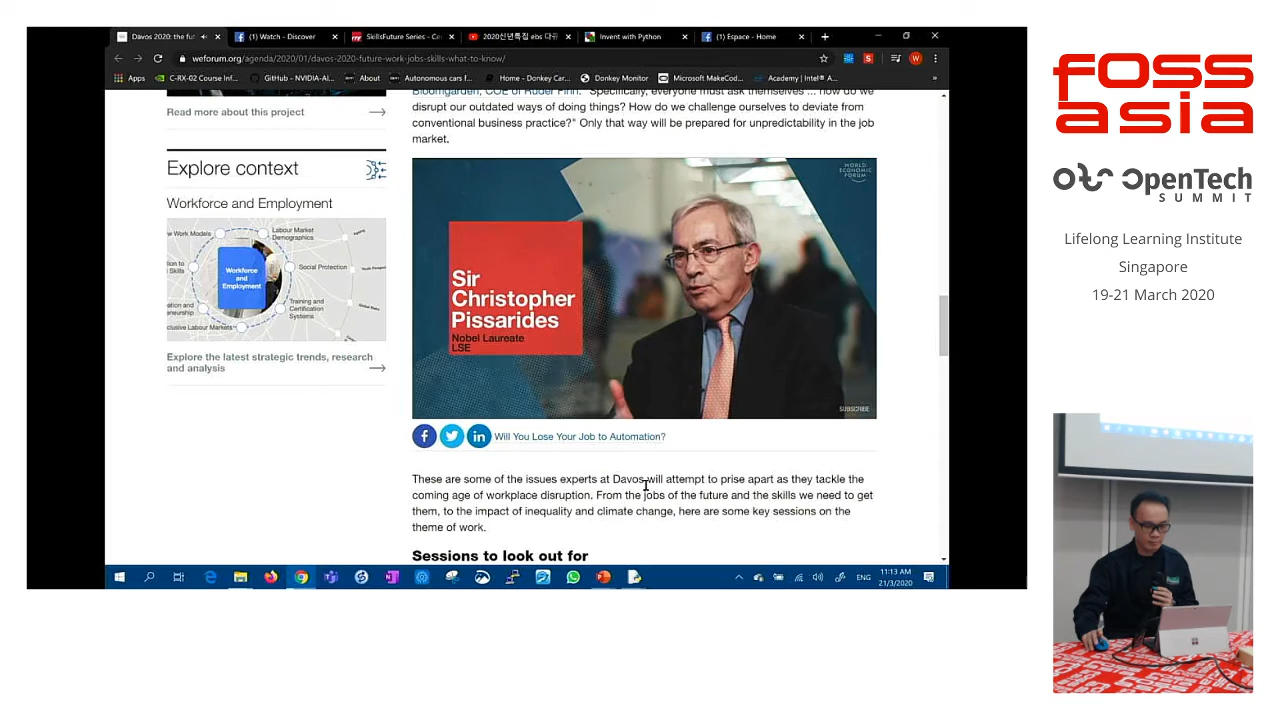 Davos 2020: the fut
(1) Watch - Discover
SkillsFuture Series - Ce
2020신년특집 ebs 다큐
Invent with Python
(1) Espace - Home
weforum.org/agenda/2020/01/davos-2020-future-work-jobs-skills-what-to-know/
Apps
C-RX-02 Course Inf...
GitHub - NVIDIA-AI...
About
Autonomous cars f...
Home - Donkey Car...
Donkey Monitor
Microsoft MakeCod...
Academy | Intel® A...
»
Bloomgarden, COE of Ruder Finn. "Specifically, everyone must ask themselves ... how do we
disrupt our outdated ways of doing things? How do we challenge ourselves to deviate from
conventional business practice?" Only that way will be prepared for unpredictability in the job
market.
Read more about this project
Explore context
Workforce and Employment
w Work Models
Labour Market
Demographics
Social Protection
Workforce
and
Employment
Training and
Certification
Systems
clusive Labour Markets
Explore the latest strategic trends, research
and analysis
WORLD
ECONOMIC
FORUM
Sir
Christopher
Pissarides
Nobel Laureate
LSE
SUBSCRIBE
Will You Lose Your Job to Automation?
These are some of the issues experts at Davos will attempt to prise apart as they tackle the
coming age of workplace disruption. From the jobs of the future and the skills we need to get
them, to the impact of inequality and climate change, here are some key sessions on the
theme of work.
Sessions to look out for
ENG
11:13 AM
21/3/2020
FOSS
asia
OpenTech
SUMMIT
Lifelong Learning Institute
Singapore
19-21 March 2020